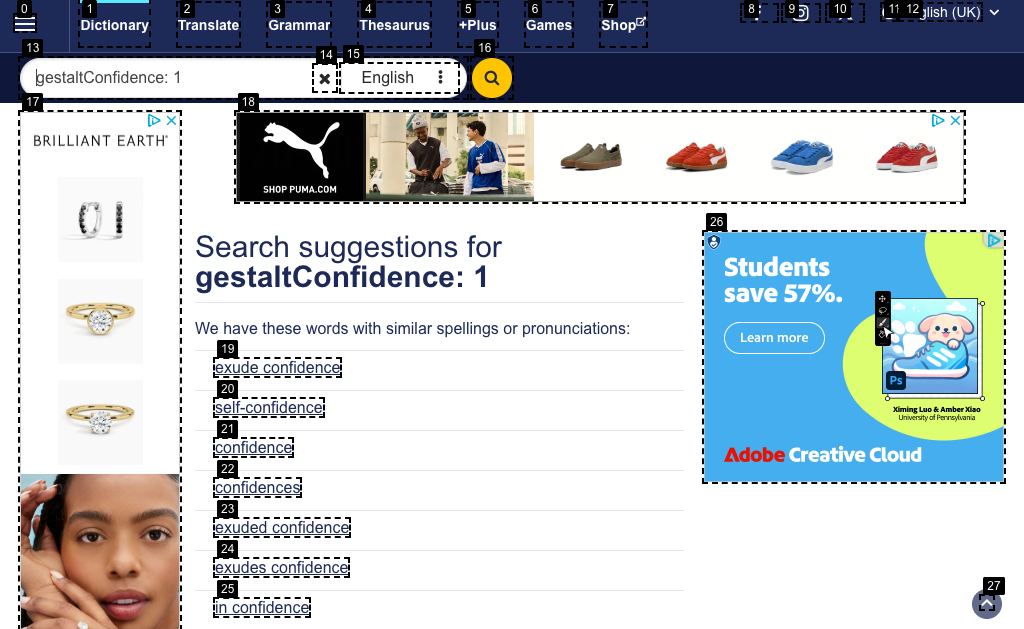 0 1 2 3 4 5 6 7 8 9 10 11 12
Dictionary Translate Grammar Thesaurus +Plus Games Shop English (UK)
13 14 15 16
gestaltConfidence: 1 English
17 18
BRILLIANT EARTH
SHOP PUMA.COM
Search suggestions for
gestaltConfidence: 1
We have these words with similar spellings or pronunciations:
19
exude confidence
20
self-confidence
21
confidence
22
confidences
23
exuded confidence
24
exudes confidence
25
in confidence
26
Students
save 57%.
Learn more
Ps
Ximing Luo & Amber Xiao
University of Pennsylvania
Adobe Creative Cloud
27